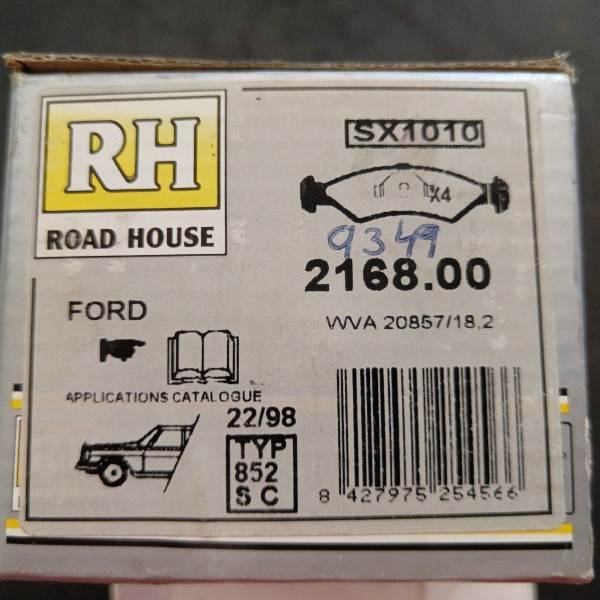 RH
ROAD HOUSE
SX1010
X4
9349
2168.00
FORD
WVA 20857/18,2
APPLICATIONS CATALOGUE
22/98
TYP
852
S C
8 427975 254566